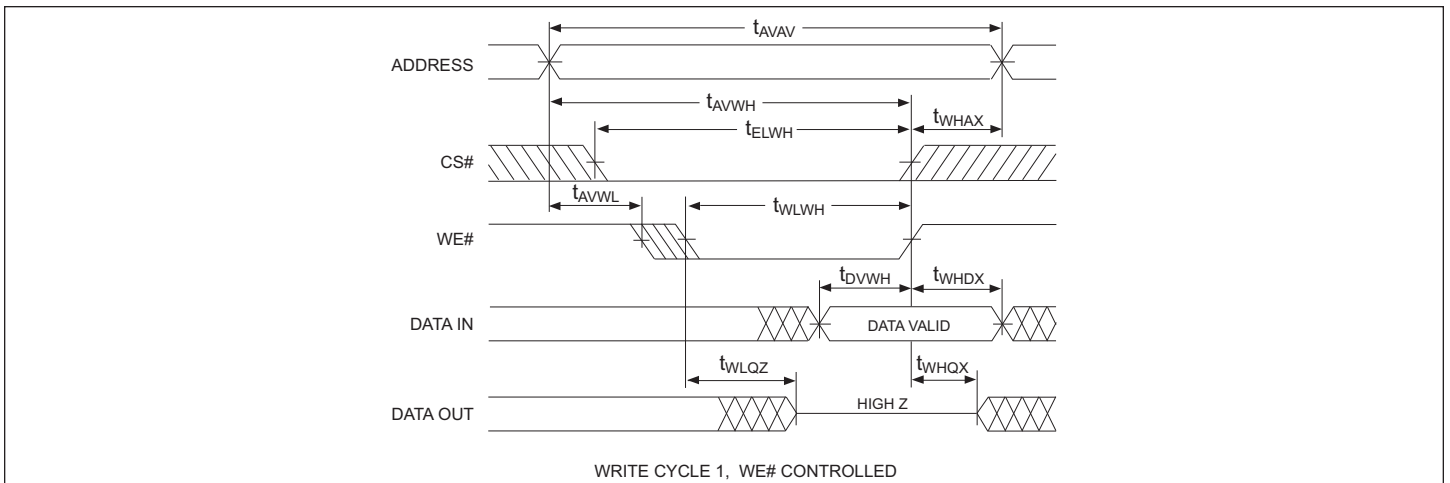 tAVAV
ADDRESS
tAVWH
tELWH
tWHAX
CS#
tAVWL
tWLWH
WE#
tDVWH
tWHDX
DATA IN
DATA VALID
tWLQZ
tWHQX
DATA OUT
HIGH Z
WRITE CYCLE 1, WE# CONTROLLED